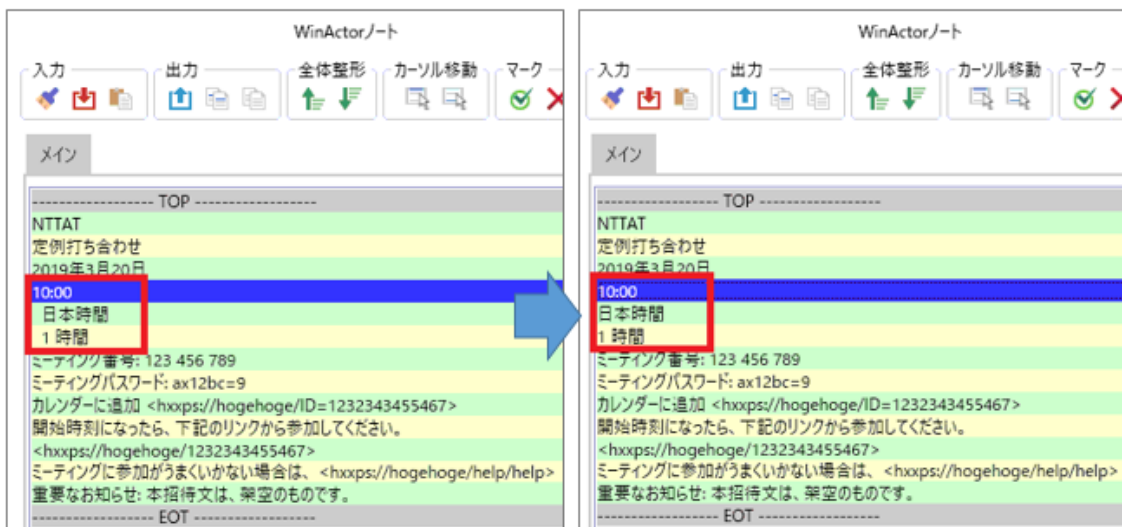 WinActorノート
入力 出力 全体整形 カーソル移動 マーク
メイン
------------------ TOP ------------------
NTTAT
定例打ち合わせ
2019年3月20日
10:00
日本時間
1 時間
ミーティング番号: 123 456 789
ミーティングパスワード: ax12bc=9
カレンダーに追加 <hxxps://hogehoge/ID=1232343455467>
開始時刻になったら、下記のリンクから参加してください。
<hxxps://hogehoge/1232343455467>
ミーティングに参加がうまくいかない場合は、 <hxxps://hogehoge/help/help>
重要なお知らせ: 本招待文は、架空のものです。
------------------ EOT ------------------
WinActorノート
入力 出力 全体整形 カーソル移動 マーク
メイン
------------------ TOP ------------------
NTTAT
定例打ち合わせ
2019年3月20日
10:00
日本時間
1 時間
ミーティング番号: 123 456 789
ミーティングパスワード: ax12bc=9
カレンダーに追加 <hxxps://hogehoge/ID=1232343455467>
開始時刻になったら、下記のリンクから参加してください。
<hxxps://hogehoge/1232343455467>
ミーティングに参加がうまくいかない場合は、 <hxxps://hogehoge/help/help>
重要なお知らせ: 本招待文は、架空のものです。
------------------ EOT ------------------